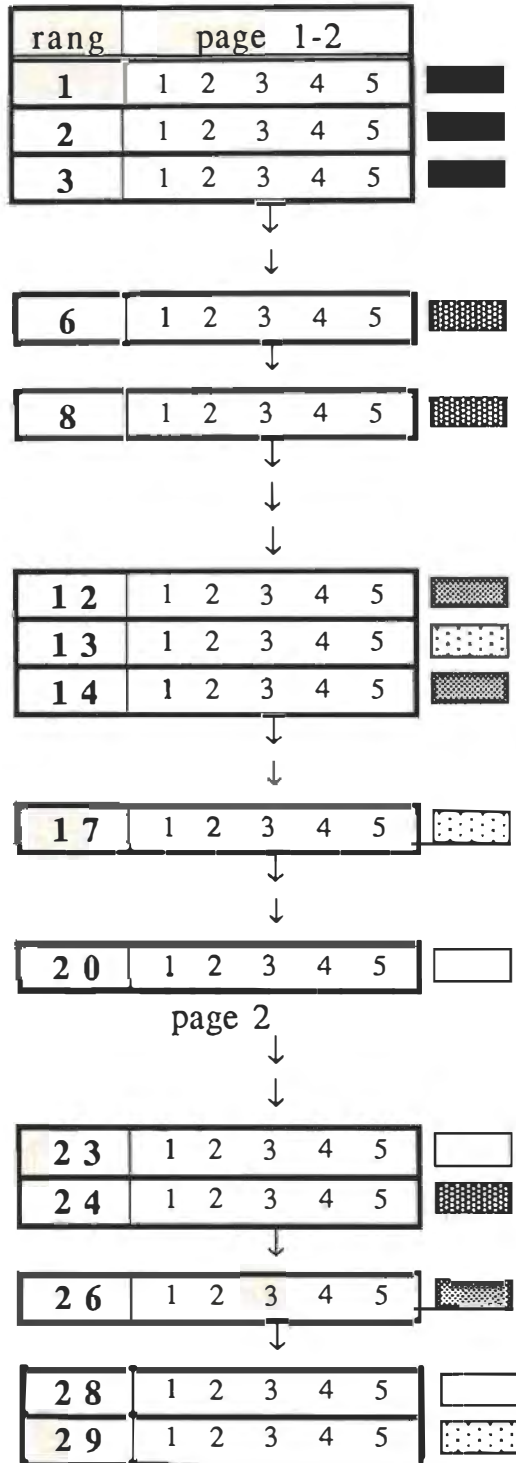 rang page 1-2
1 1 2 3 4 5
2 1 2 3 4 5
3 1 2 3 4 5
6 1 2 3 4 5
8 1 2 3 4 5
12 1 2 3 4 5
13 1 2 3 4 5
14 1 2 3 4 5
17 1 2 3 4 5
20 1 2 3 4 5
page 2
23 1 2 3 4 5
24 1 2 3 4 5
26 1 2 3 4 5
28 1 2 3 4 5
29 1 2 3 4 5